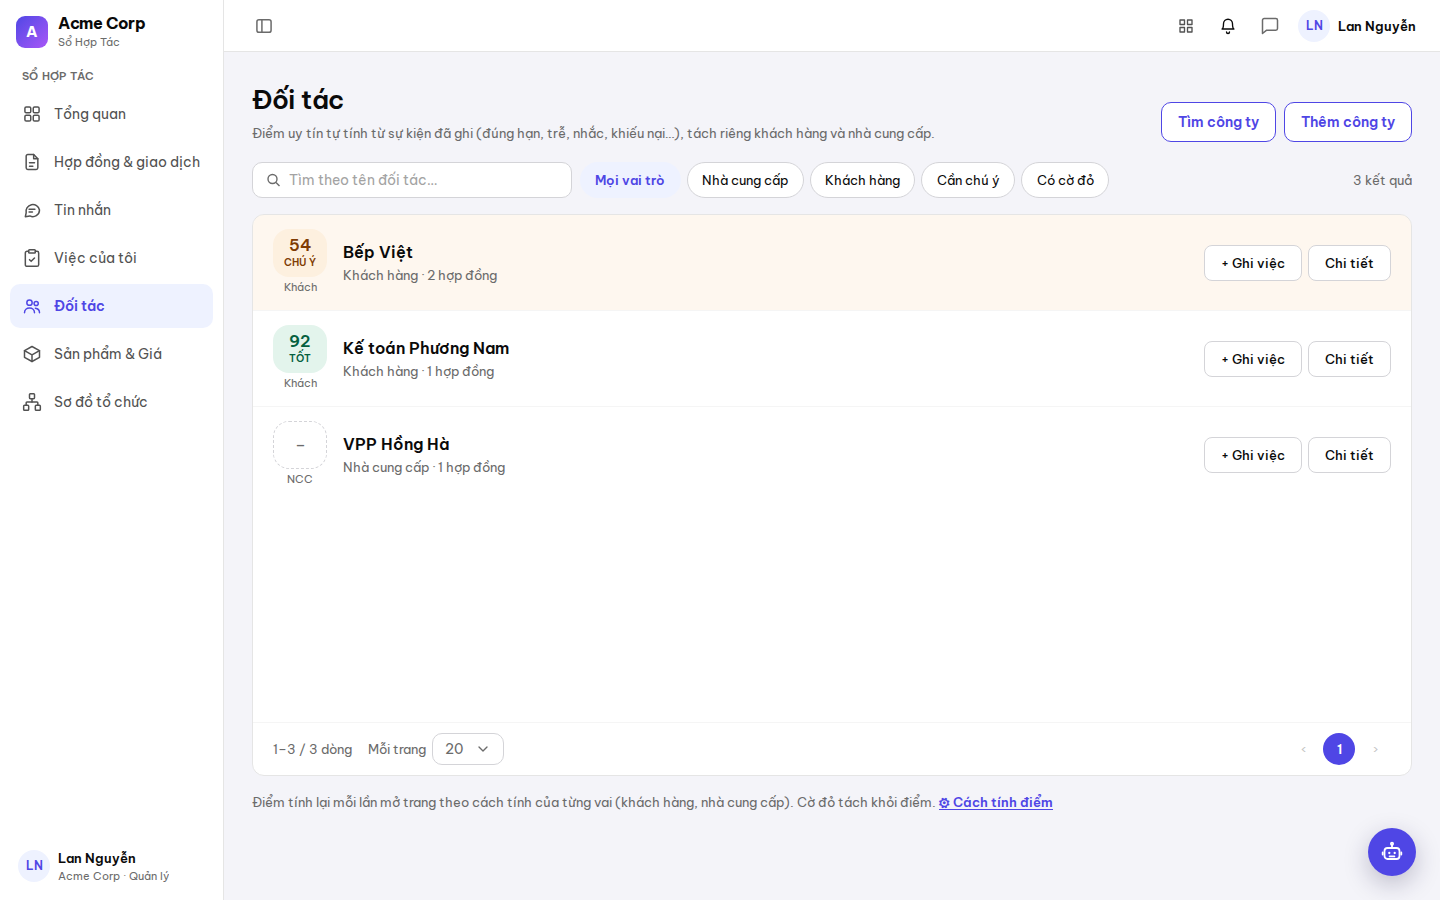 A
Acme Corp
Sổ Hợp Tác
SỔ HỢP TÁC
Tổng quan
Hợp đồng & giao dịch
Tin nhắn
Việc của tôi
Đối tác
Sản phẩm & Giá
Sơ đồ tổ chức
LN
Lan Nguyễn
Acme Corp · Quản lý
LN
Lan Nguyễn
Đối tác
Điểm uy tín tự tính từ sự kiện đã ghi (đúng hạn, trễ, nhắc, khiếu nại...), tách riêng khách hàng và nhà cung cấp.
Tìm công ty
Thêm công ty
Tìm theo tên đối tác...
Mọi vai trò
Nhà cung cấp
Khách hàng
Cần chú ý
Có cờ đỏ
3 kết quả
54
CHÚ Ý
Khách
Bếp Việt
Khách hàng · 2 hợp đồng
+ Ghi việc
Chi tiết
92
TỐT
Khách
Kế toán Phương Nam
Khách hàng · 1 hợp đồng
+ Ghi việc
Chi tiết
–
NCC
VPP Hồng Hà
Nhà cung cấp · 1 hợp đồng
+ Ghi việc
Chi tiết
1–3 / 3 dòng
Mỗi trang
20
‹
1
›
Điểm tính lại mỗi lần mở trang theo cách tính của từng vai (khách hàng, nhà cung cấp). Cờ đỏ tách khỏi điểm. ⚙ Cách tính điểm